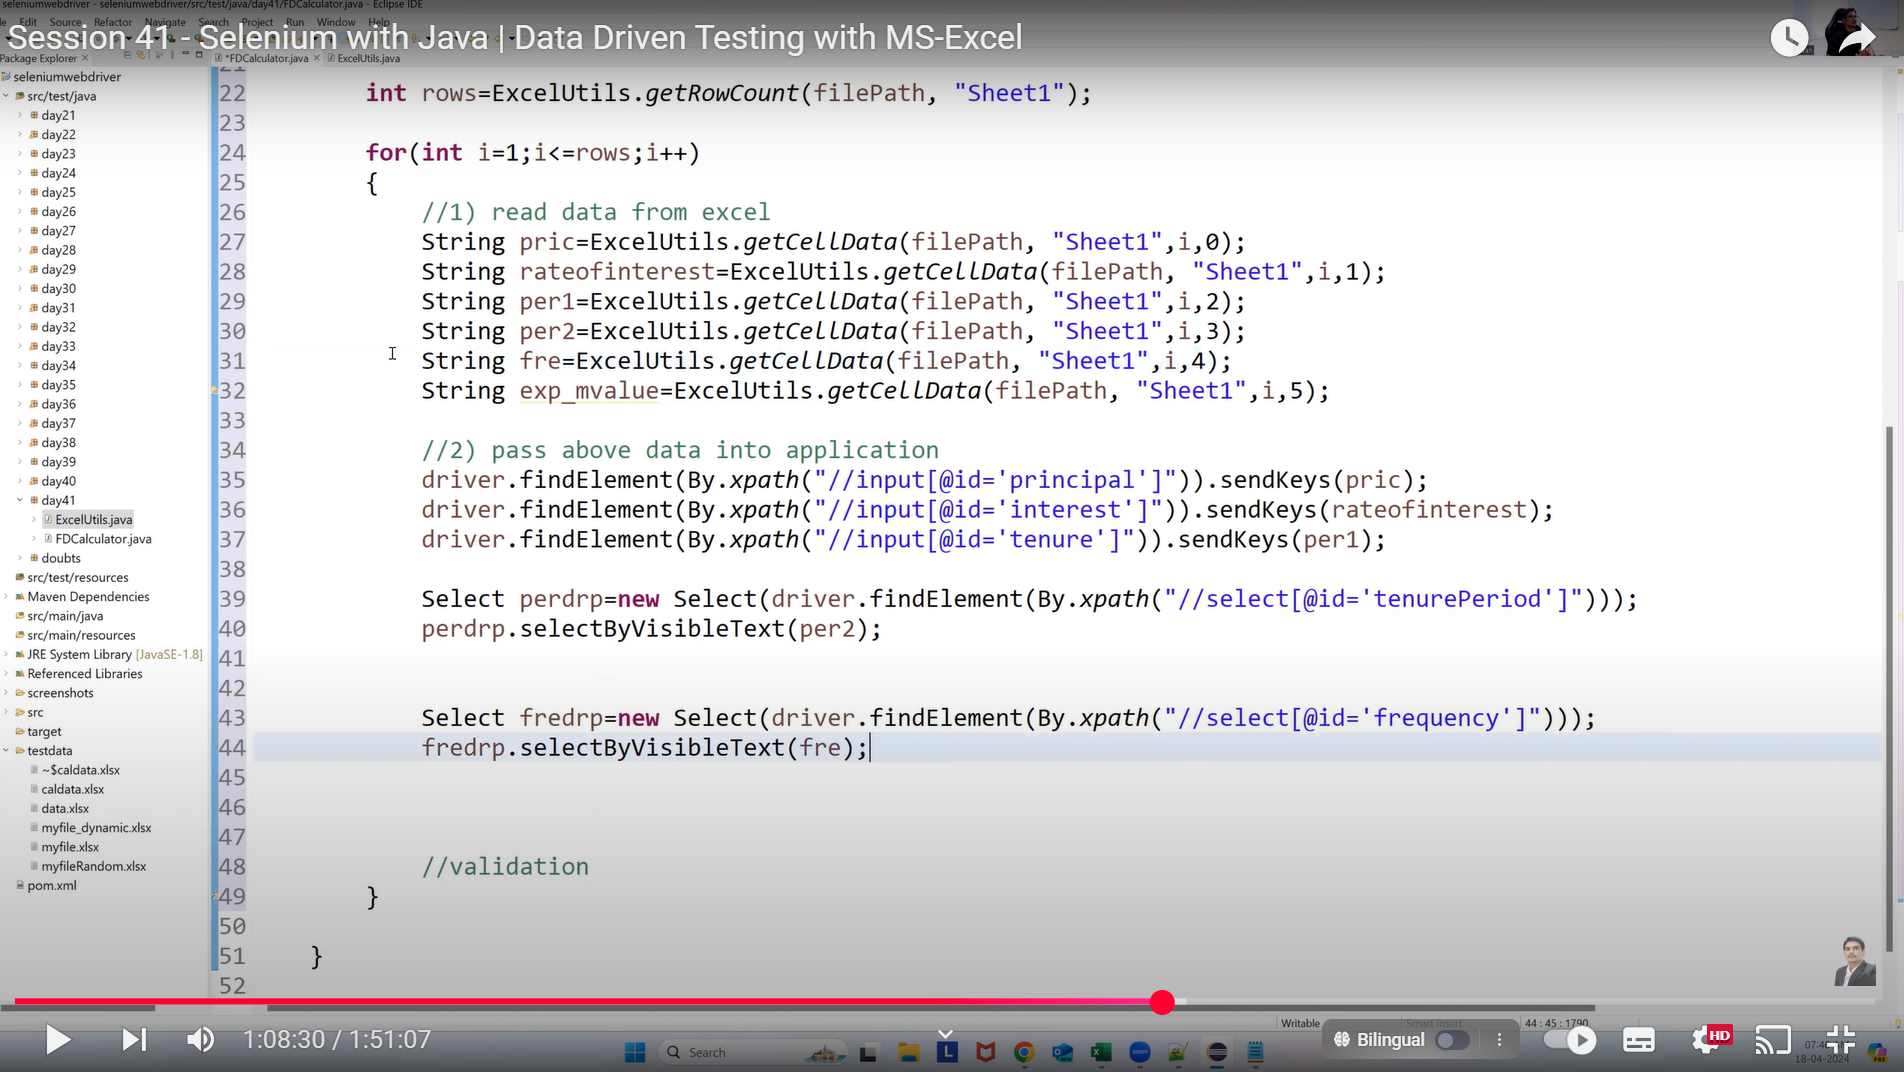 seleniumwebdriver - seleniumwebdriver/src/test/java/day41/FDCalculator.java - Eclipse IDE
Edit Source Refactor Navigate Search Project Run Window Help
Session 41 - Selenium with Java | Data Driven Testing with MS-Excel
Package Explorer
*FDCalculator.java
ExcelUtils.java
seleniumwebdriver
src/test/java
day21
day22
day23
day24
day25
day26
day27
day28
day29
day30
day31
day32
day33
day34
day35
day36
day37
day38
day39
day40
day41
ExcelUtils.java
FDCalculator.java
doubts
src/test/resources
Maven Dependencies
src/main/java
src/main/resources
JRE System Library [JavaSE-1.8]
Referenced Libraries
screenshots
src
target
testdata
~$caldata.xlsx
caldata.xlsx
data.xlsx
myfile_dynamic.xlsx
myfile.xlsx
myfileRandom.xlsx
pom.xml
21
22 int rows=ExcelUtils.getRowCount(filePath, "Sheet1");
23
24 for(int i=1;i<=rows;i++)
25 {
26 //1) read data from excel
27 String pric=ExcelUtils.getCellData(filePath, "Sheet1",i,0);
28 String rateofinterest=ExcelUtils.getCellData(filePath, "Sheet1",i,1);
29 String per1=ExcelUtils.getCellData(filePath, "Sheet1",i,2);
30 String per2=ExcelUtils.getCellData(filePath, "Sheet1",i,3);
31 String fre=ExcelUtils.getCellData(filePath, "Sheet1",i,4);
32 String exp_mvalue=ExcelUtils.getCellData(filePath, "Sheet1",i,5);
33
34 //2) pass above data into application
35 driver.findElement(By.xpath("//input[@id='principal']")).sendKeys(pric);
36 driver.findElement(By.xpath("//input[@id='interest']")).sendKeys(rateofinterest);
37 driver.findElement(By.xpath("//input[@id='tenure']")).sendKeys(per1);
38
39 Select perdrp=new Select(driver.findElement(By.xpath("//select[@id='tenurePeriod']")));
40 perdrp.selectByVisibleText(per2);
41
42
43 Select fredrp=new Select(driver.findElement(By.xpath("//select[@id='frequency']")));
44 fredrp.selectByVisibleText(fre);
45
46
47
48 //validation
49 }
50
51 }
52
Writable
Smart Insert
44 : 45 : 1790
1:08:30 / 1:51:07
Search
Bilingual
HD
18-04-2024